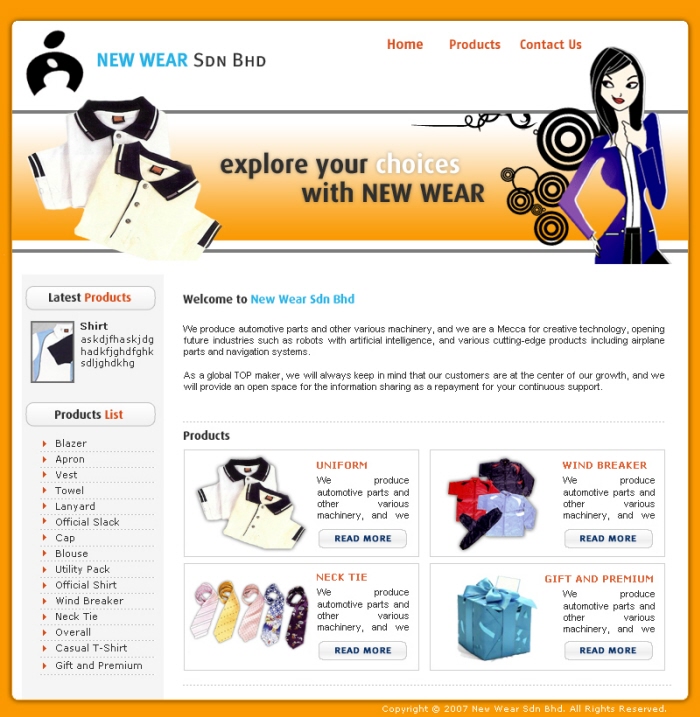 NEW WEAR SDN BHD
Home Products Contact Us
explore your choices
with NEW WEAR
Latest Products
Shirt
askdjfhaskjdg
hadkfjghdfghk
sdljghdkhg
Products List
Blazer
Apron
Vest
Towel
Lanyard
Official Slack
Cap
Blouse
Utility Pack
Official Shirt
Wind Breaker
Neck Tie
Overall
Casual T-Shirt
Gift and Premium
Welcome to New Wear Sdn Bhd
We produce automotive parts and other various machinery, and we are a Mecca for creative technology, opening
future industries such as robots with artificial intelligence, and various cutting-edge products including airplane
parts and navigation systems.
As a global TOP maker, we will always keep in mind that our customers are at the center of our growth, and we
will provide an open space for the information sharing as a repayment for your continuous support.
Products
UNIFORM
We produce
automotive parts and
other various
machinery, and we
READ MORE
WIND BREAKER
We produce
automotive parts and
other various
machinery, and we
READ MORE
NECK TIE
We produce
automotive parts and
other various
machinery, and we
READ MORE
GIFT AND PREMIUM
We produce
automotive parts and
other various
machinery, and we
READ MORE
Copyright © 2007 New Wear Sdn Bhd. All Rights Reserved.